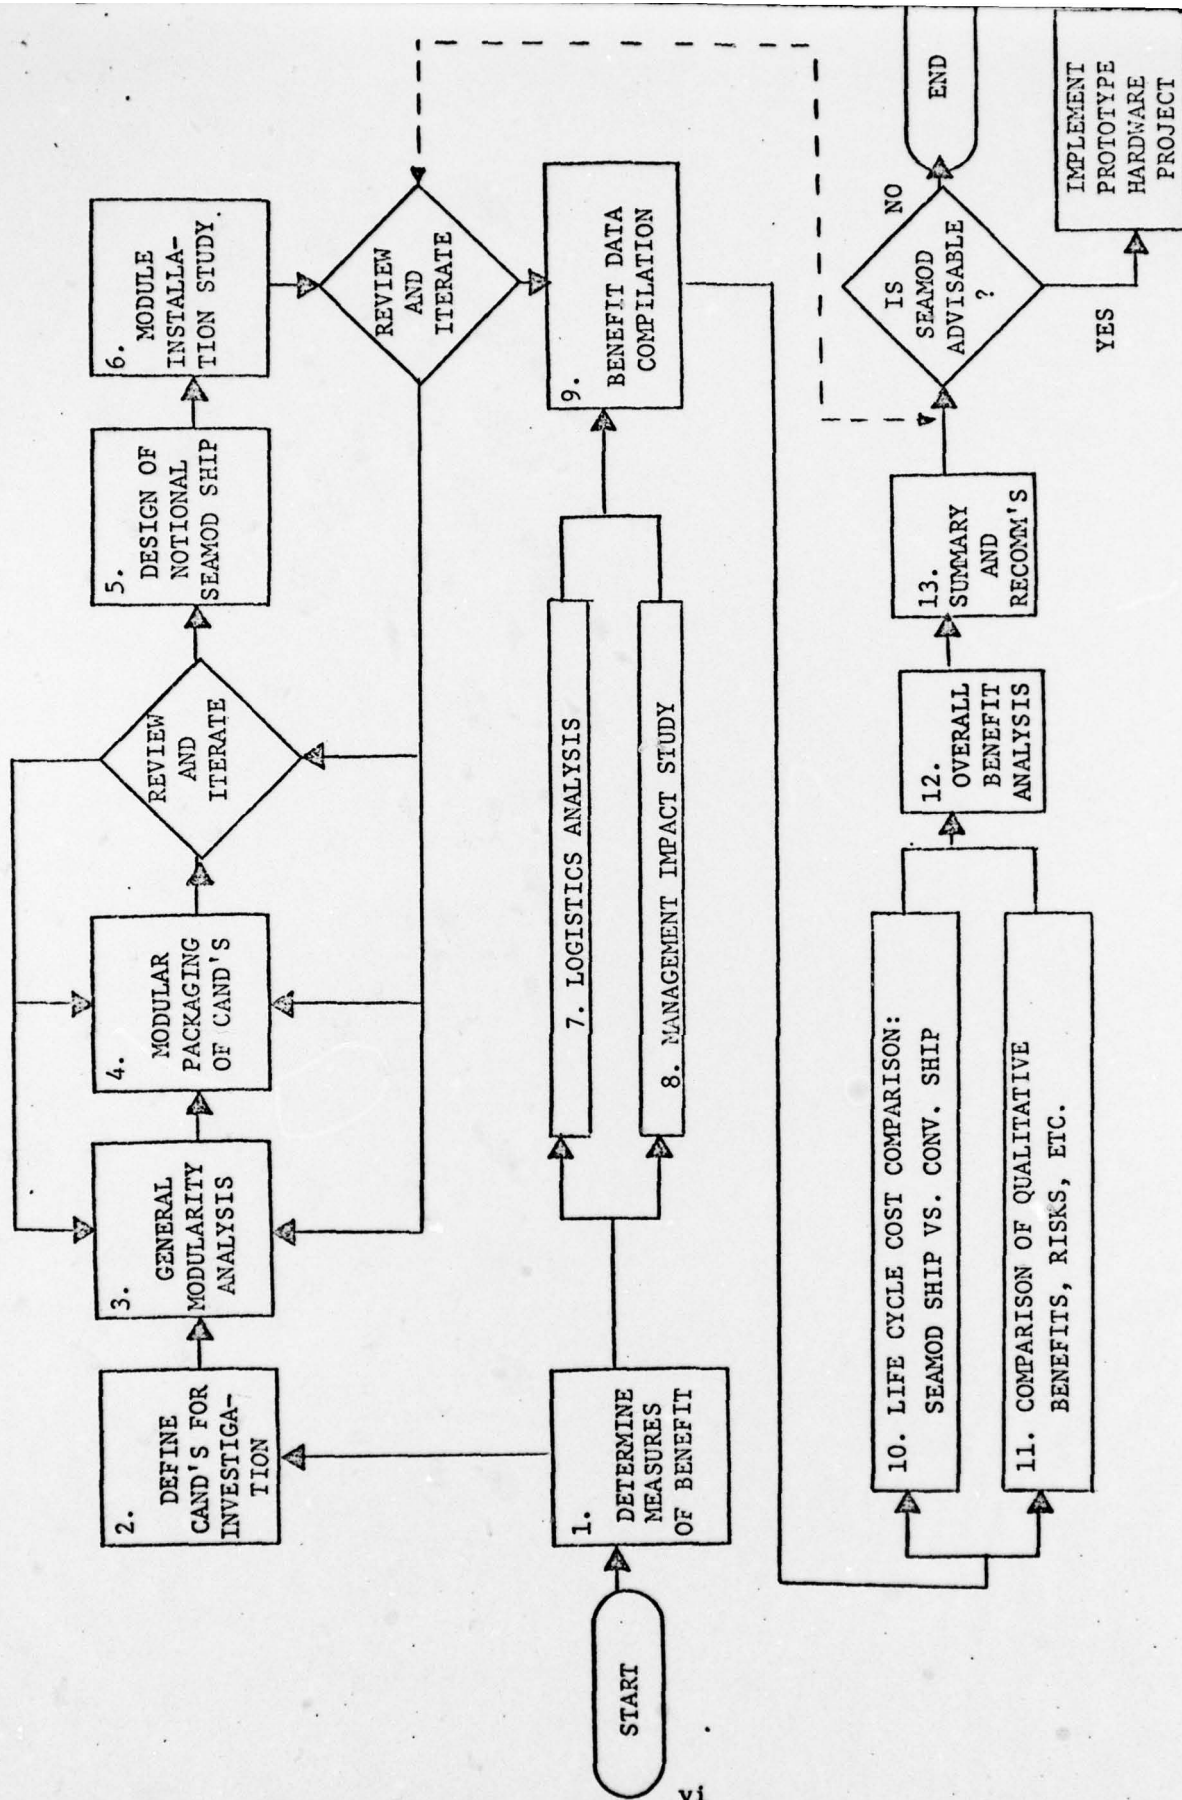 START
1.
DETERMINE
MEASURES
OF BENEFIT
2.
DEFINE
CAND'S FOR
INVESTIGA-
TION
3.
GENERAL
MODULARITY
ANALYSIS
4.
MODULAR
PACKAGING
OF CAND'S
REVIEW
AND
ITERATE
5.
DESIGN OF
NOTIONAL
SEAMOD SHIP
6.
MODULE
INSTALLA-
TION STUDY.
REVIEW
AND
ITERATE
7. LOGISTICS ANALYSIS
8. MANAGEMENT IMPACT STUDY
9.
BENEFIT DATA
COMPILATION
10. LIFE CYCLE COST COMPARISON:
SEAMOD SHIP VS. CONV. SHIP
11. COMPARISON OF QUALITATIVE
BENEFITS, RISKS, ETC.
12.
OVERALL
BENEFIT
ANALYSIS
13.
SUMMARY
AND
RECOMM'S
IS
SEAMOD
ADVISABLE
?
NO
END
YES
IMPLEMENT
PROTOTYPE
HARDWARE
PROJECT
vi